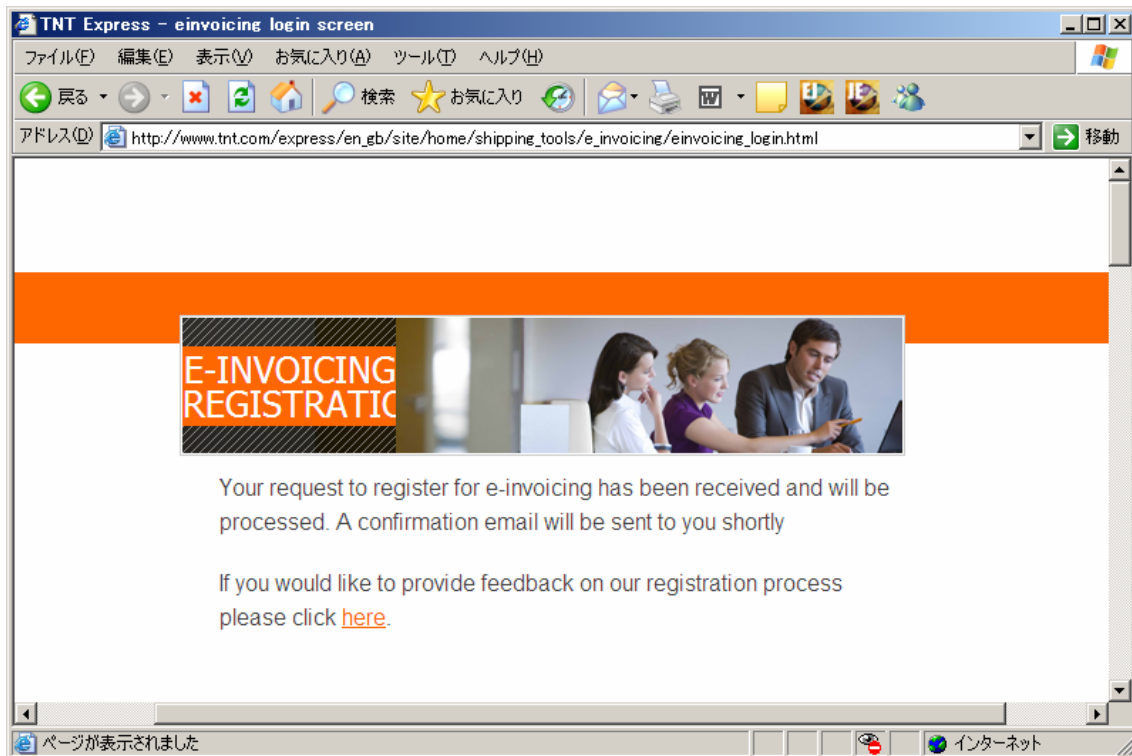 TNT Express - einvoicing login screen
ファイル(F) 編集(E) 表示(V) お気に入り(A) ツール(T) ヘルプ(H)
戻る 検索 お気に入り
アドレス(D) http://www.tnt.com/express/en_gb/site/home/shipping_tools/e_invoicing/einvoicing_login.html 移動
E-INVOICING
REGISTRATIO
Your request to register for e-invoicing has been received and will be
processed. A confirmation email will be sent to you shortly
If you would like to provide feedback on our registration process
please click here.
ページが表示されました インターネット